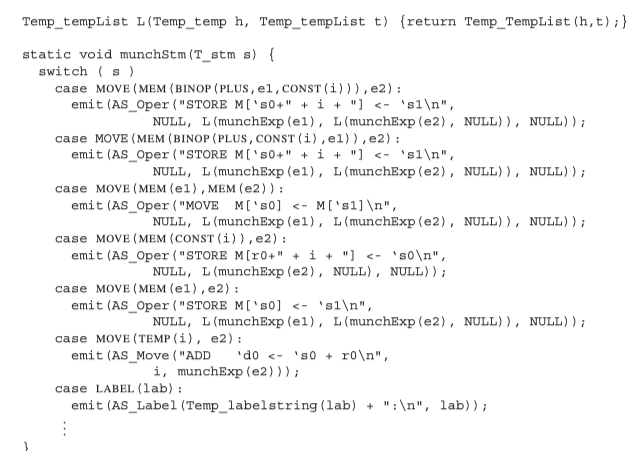 Temp_tempList L(Temp_temp h, Temp_tempList t) {return Temp_TempList(h,t);}
static void munchStm(T_stm s) {
switch ( s )
case MOVE(MEM(BINOP(PLUS,e1,CONST(i))),e2):
emit(AS_Oper("STORE M[`s0+" + i + "] <- `s1\n",
NULL, L(munchExp(e1), L(munchExp(e2), NULL)), NULL));
case MOVE(MEM(BINOP(PLUS,CONST(i),e1)),e2):
emit(AS_Oper("STORE M[`s0+" + i + "] <- `s1\n",
NULL, L(munchExp(e1), L(munchExp(e2), NULL)), NULL));
case MOVE(MEM(e1),MEM(e2)):
emit(AS_Oper("MOVE  M[`s0] <- M[`s1]\n",
NULL, L(munchExp(e1), L(munchExp(e2), NULL)), NULL));
case MOVE(MEM(CONST(i)),e2):
emit(AS_Oper("STORE M[r0+" + i + "] <- `s0\n",
NULL, L(munchExp(e2), NULL), NULL));
case MOVE(MEM(e1),e2):
emit(AS_Oper("STORE M[`s0] <- `s1\n",
NULL, L(munchExp(e1), L(munchExp(e2), NULL)), NULL));
case MOVE(TEMP(i), e2):
emit(AS_Move("ADD   `d0 <- `s0 + r0\n",
i, munchExp(e2)));
case LABEL(lab):
emit(AS_Label(Temp_labelstring(lab) + ":\n", lab));
⋮
}